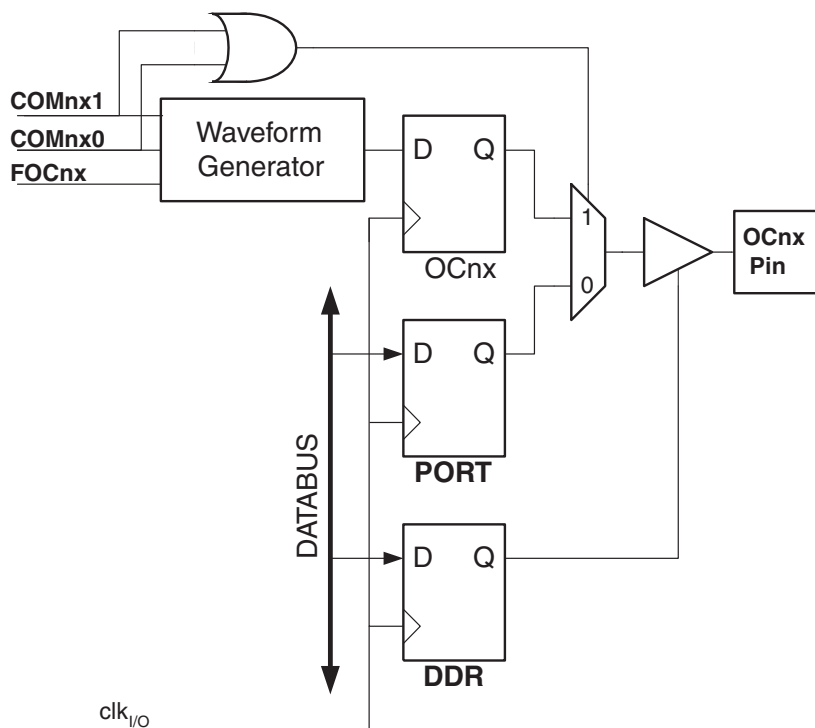 COMnx1
COMnx0
FOCnx
Waveform
Generator
D Q
OCnx
1
0
OCnx
Pin
D Q
PORT
DATABUS
D Q
DDR
clkI/O